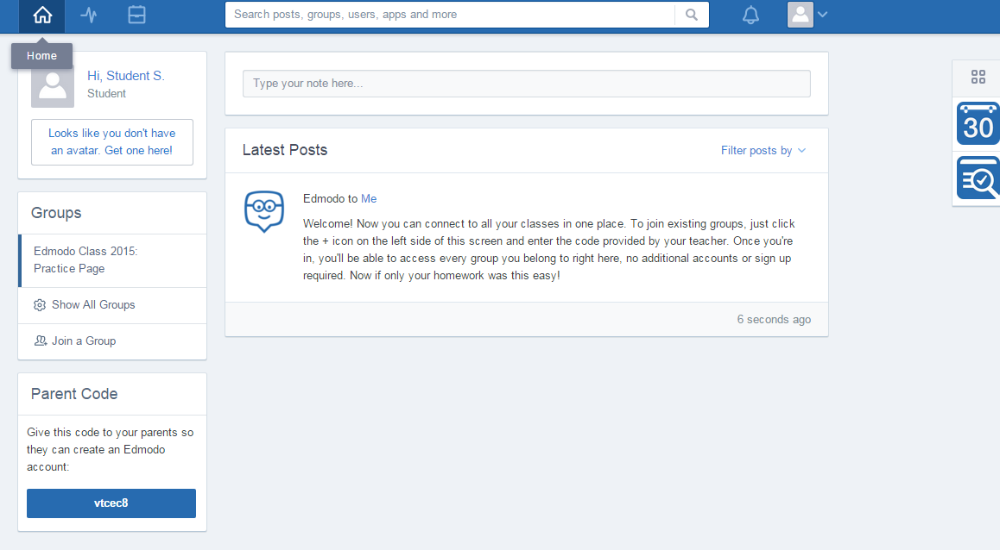 Search posts, groups, users, apps and more
Home
Hi, Student S.
Student
Looks like you don't have
an avatar. Get one here!
Groups
Edmodo Class 2015:
Practice Page
Show All Groups
Join a Group
Parent Code
Give this code to your parents so
they can create an Edmodo
account:
vtcec8
Type your note here...
Latest Posts
Filter posts by
Edmodo to Me
Welcome! Now you can connect to all your classes in one place. To join existing groups, just click
the + icon on the left side of this screen and enter the code provided by your teacher. Once you're
in, you'll be able to access every group you belong to right here, no additional accounts or sign up
required. Now if only your homework was this easy!
6 seconds ago
30